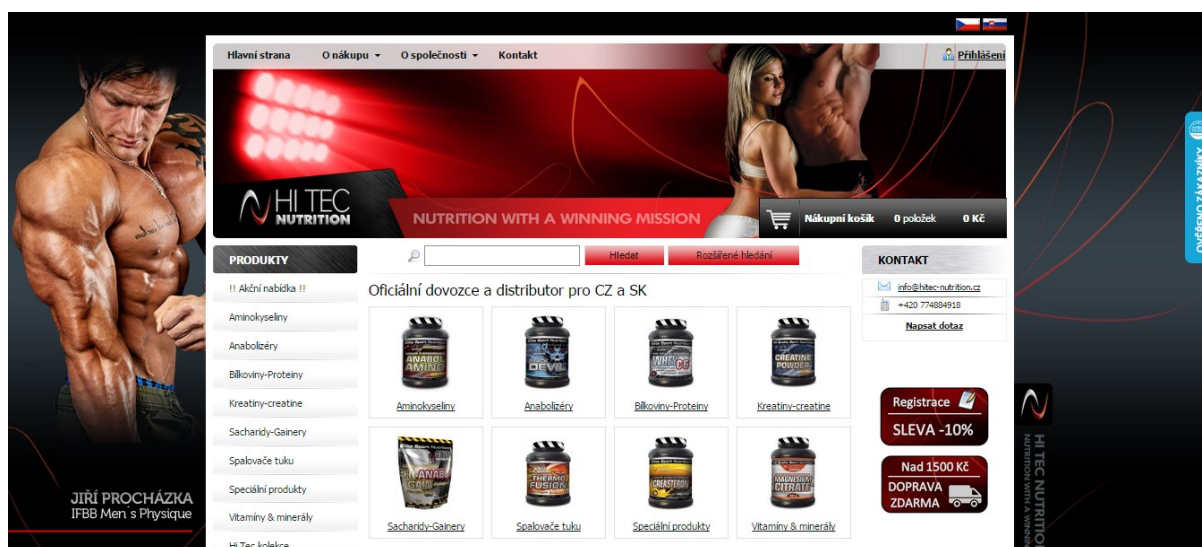 Hlavní strana
O nákupu
O společnosti
Kontakt
Přihlášení
HI TEC
NUTRITION
NUTRITION WITH A WINNING MISSION
Nákupní košík 0 položek 0 Kč
OVĚŘENO ZÁKAZNÍKY
PRODUKTY
!! Akční nabídka !!
Aminokyseliny
Anabolizéry
Bílkoviny-Proteiny
Kreatiny-creatine
Sacharidy-Gainery
Spalovače tuku
Speciální produkty
Vitamíny & minerály
Hi Tec kolekce
Hledat
Rozšířené hledání
Oficiální dovozce a distributor pro CZ a SK
ANABOL
AMINO
Aminokyseliny
DEVIL
Anabolizéry
WHEY
C6
Bílkoviny-Proteiny
CREATINE
POWDER
Kreatiny-creatine
Sacharidy-Gainery
THERMO
FUSION
Spalovače tuku
CREASTERON
Speciální produkty
MAGNESIUM
CITRATE
Vitamíny & minerály
KONTAKT
info@hitec-nutrition.cz
+420 774884918
Napsat dotaz
Registrace
SLEVA -10%
Nad 1500 Kč
DOPRAVA
ZDARMA
JIŘÍ PROCHÁZKA
IFBB Men´s Physique
HI TEC NUTRITION
NUTRITION WITH A WINNING